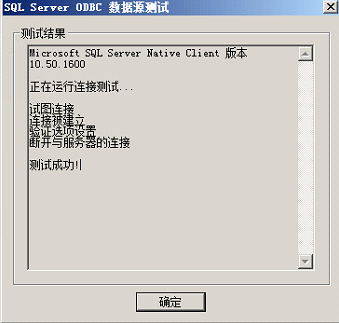 SQL Server ODBC 数据源测试
测试结果
Microsoft SQL Server Native Client 版本
10.50.1600
正在运行连接测试...
试图连接
连接被建立
验证选项设置
断开与服务器的连接
测试成功!
确定